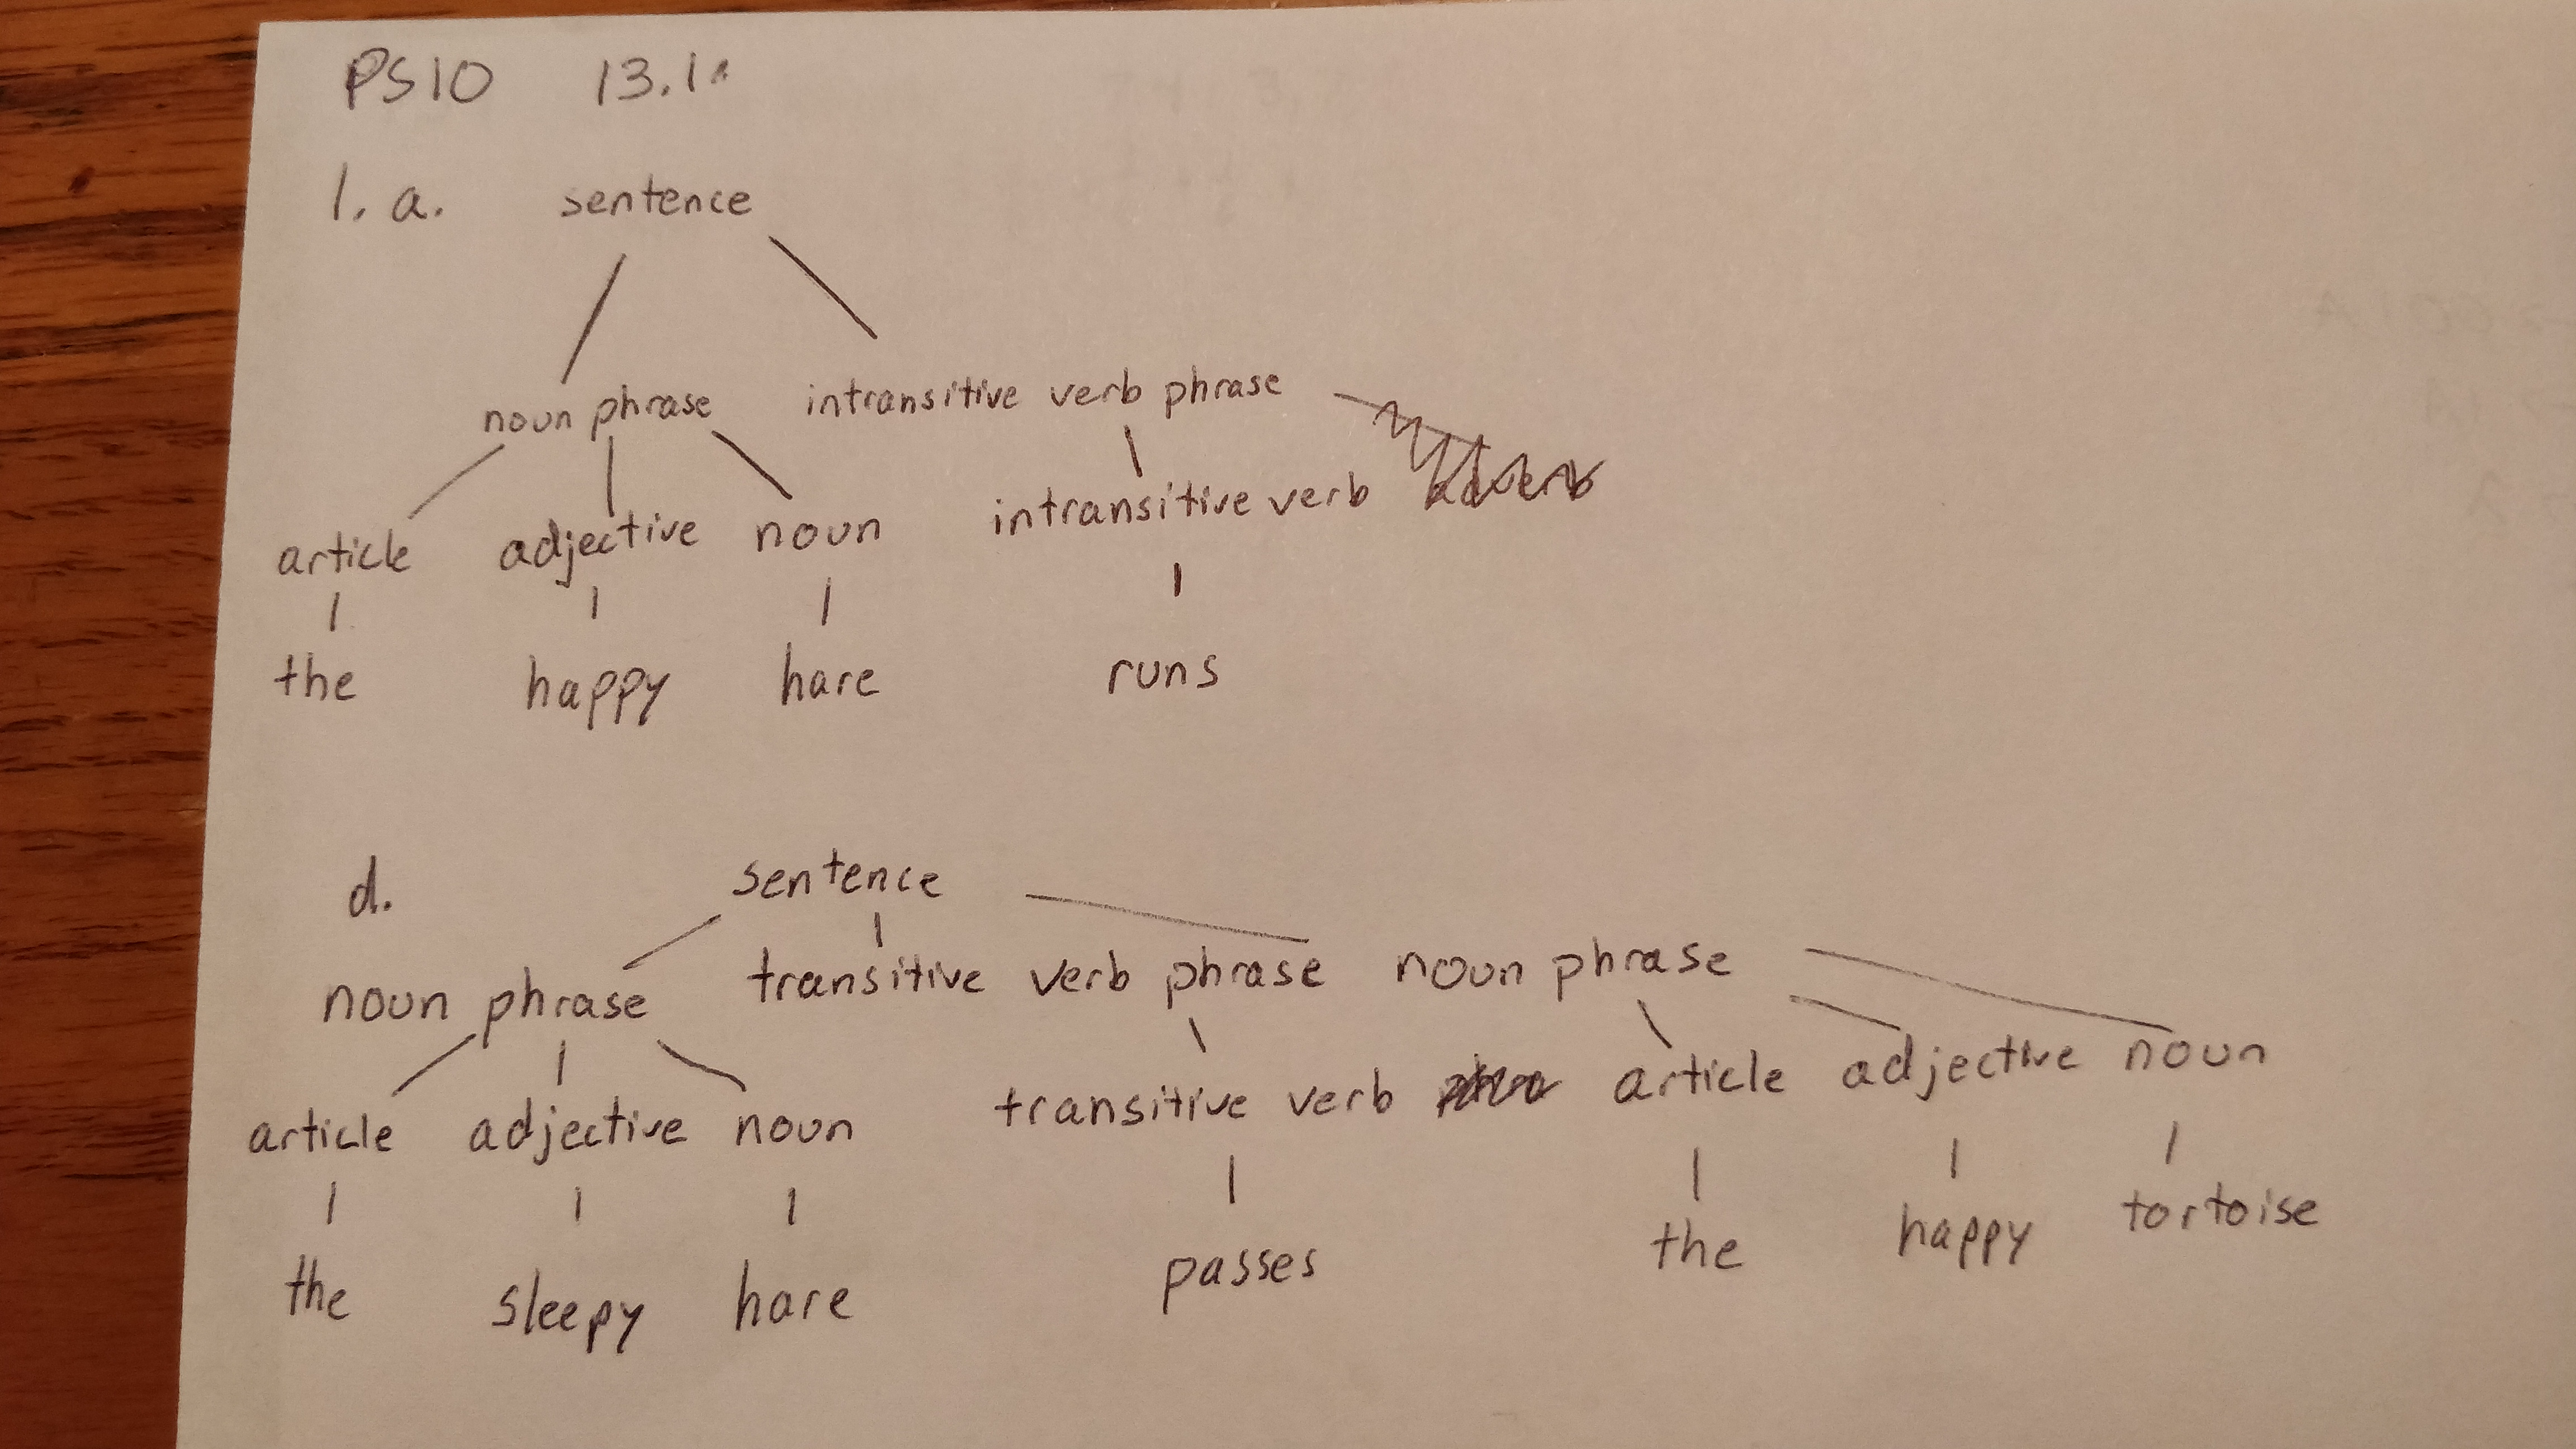 PS10 13.1
1. a. sentence
noun phrase intransitive verb phrase
article adjective noun intransitive verb adverb
the happy hare runs
d. sentence
noun phrase transitive verb phrase noun phrase
article adjective noun transitive verb article adjective noun
the sleepy hare passes the happy tortoise